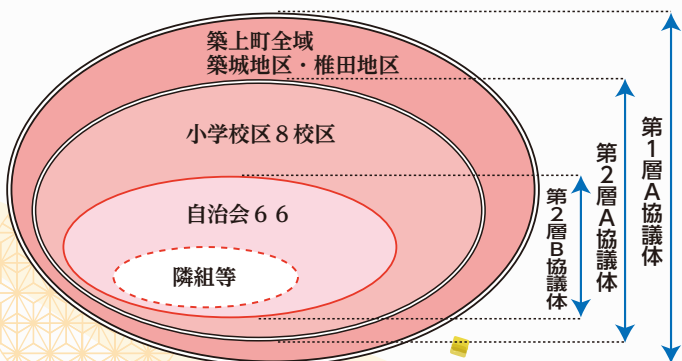 築上町全域
築城地区・椎田地区
小学校区８校区
自治会６６
隣組等
第２層Ｂ協議体
第２層Ａ協議体
第１層Ａ協議体